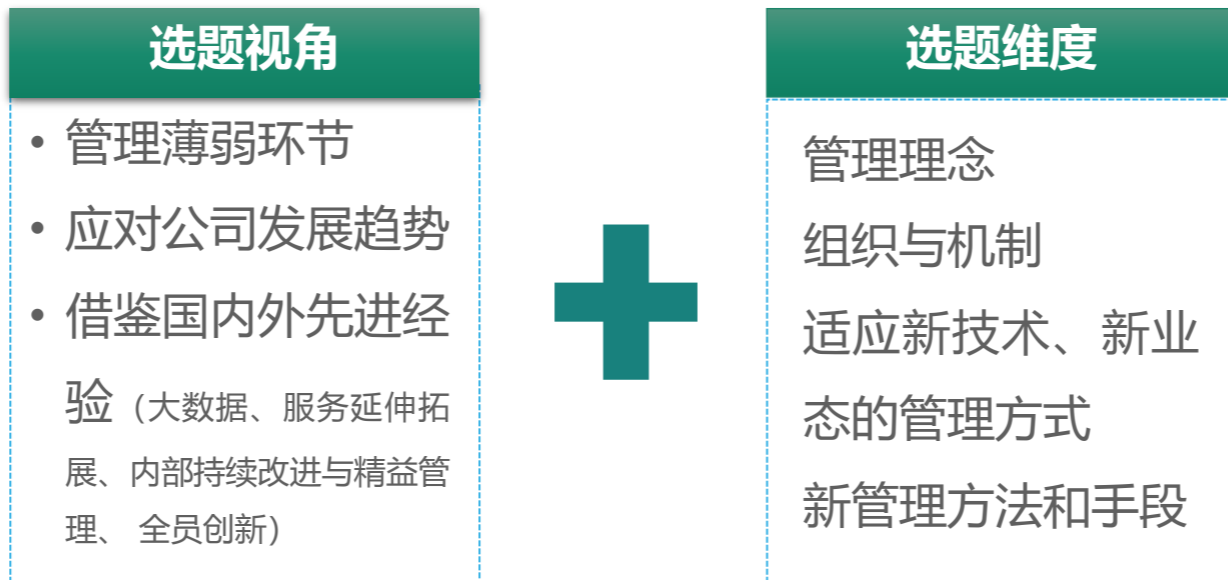 选题视角
• 管理薄弱环节
• 应对公司发展趋势
• 借鉴国内外先进经
验（大数据、服务延伸拓
展、内部持续改进与精益管
理、 全员创新）
选题维度
管理理念
组织与机制
适应新技术、新业
态的管理方式
新管理方法和手段